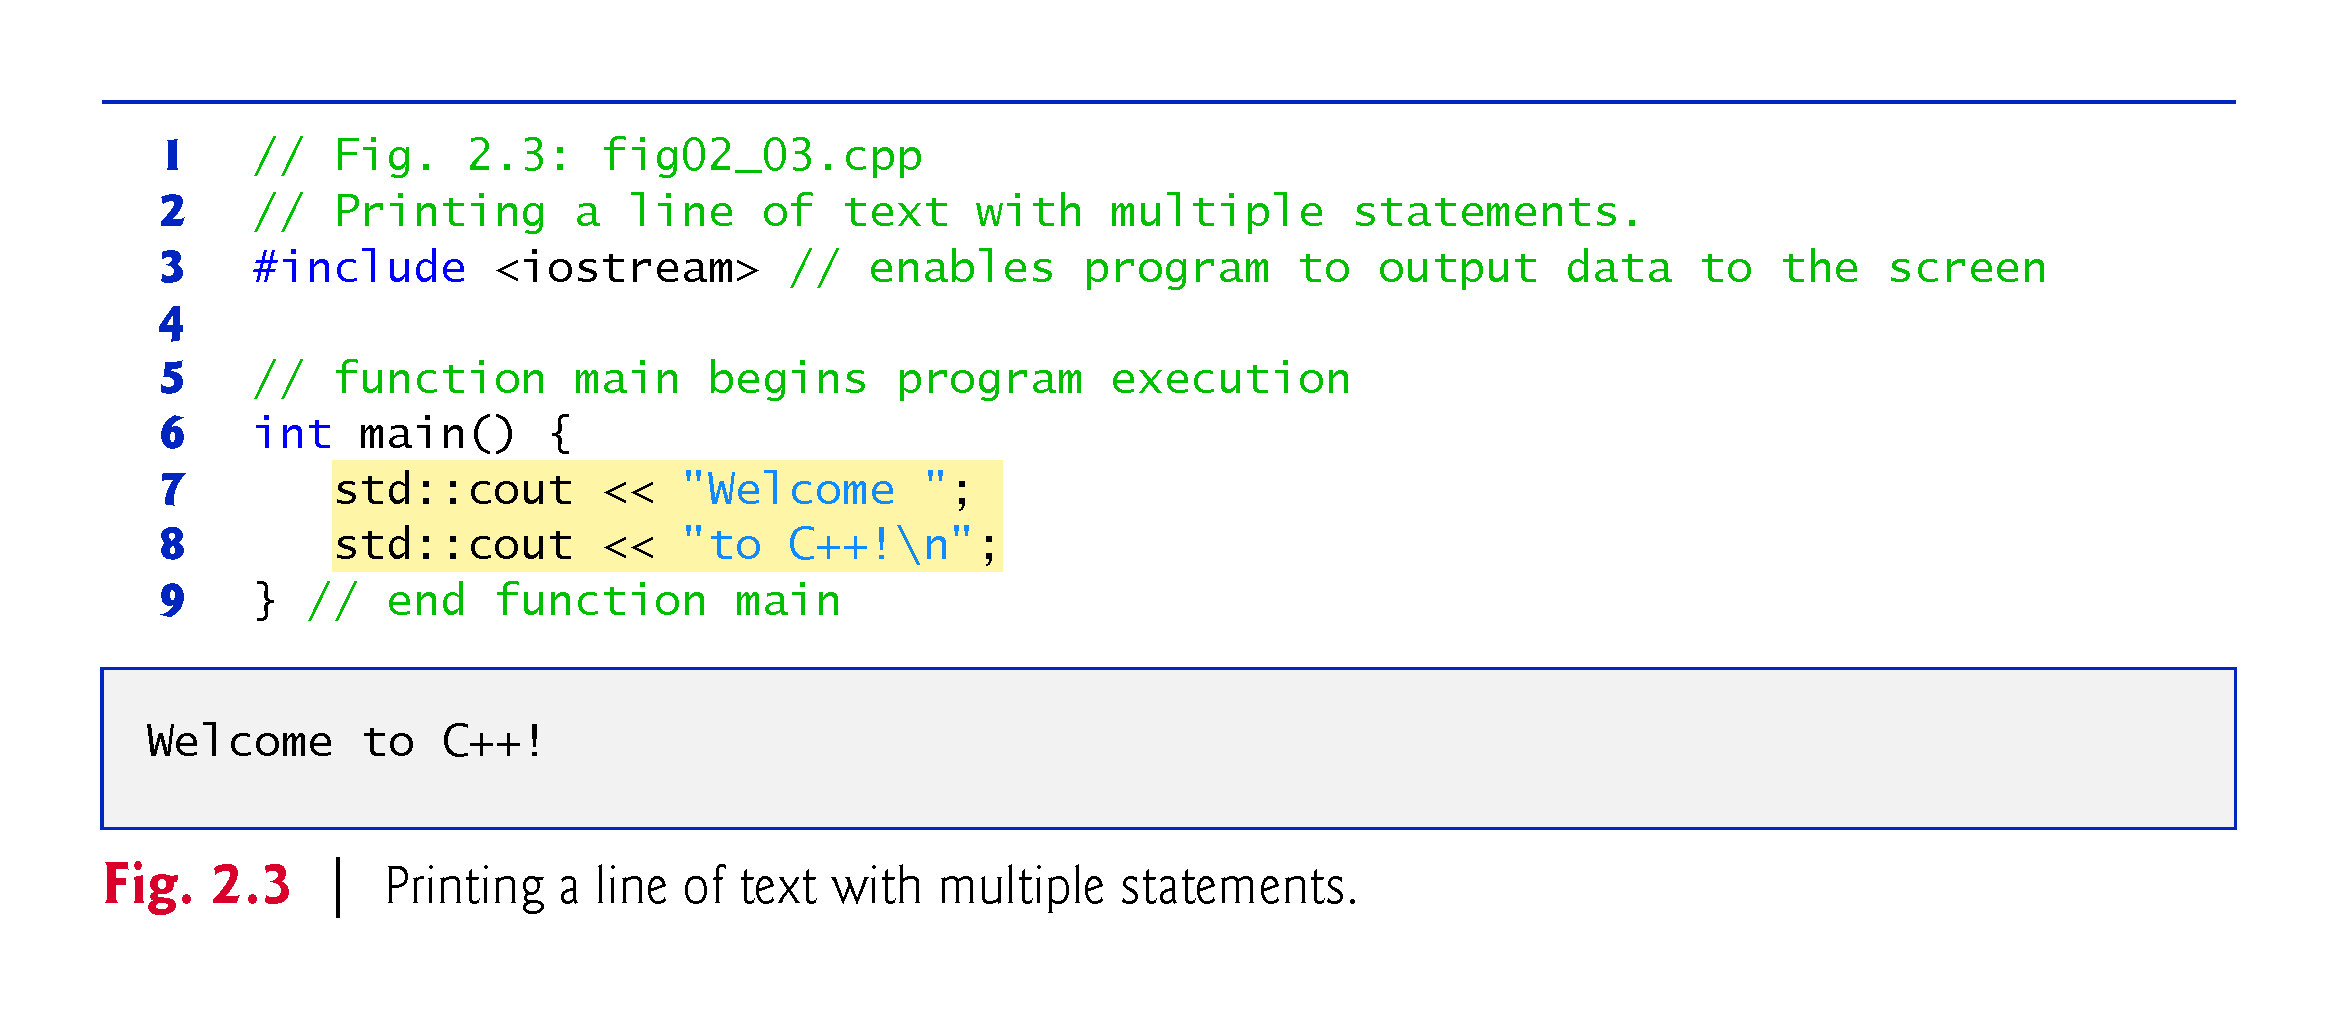 1 // Fig. 2.3: fig02_03.cpp
2 // Printing a line of text with multiple statements.
3 #include <iostream> // enables program to output data to the screen
4
5 // function main begins program execution
6 int main() {
7    std::cout << "Welcome ";
8    std::cout << "to C++!\n";
9 } // end function main
Welcome to C++!
Fig. 2.3 | Printing a line of text with multiple statements.